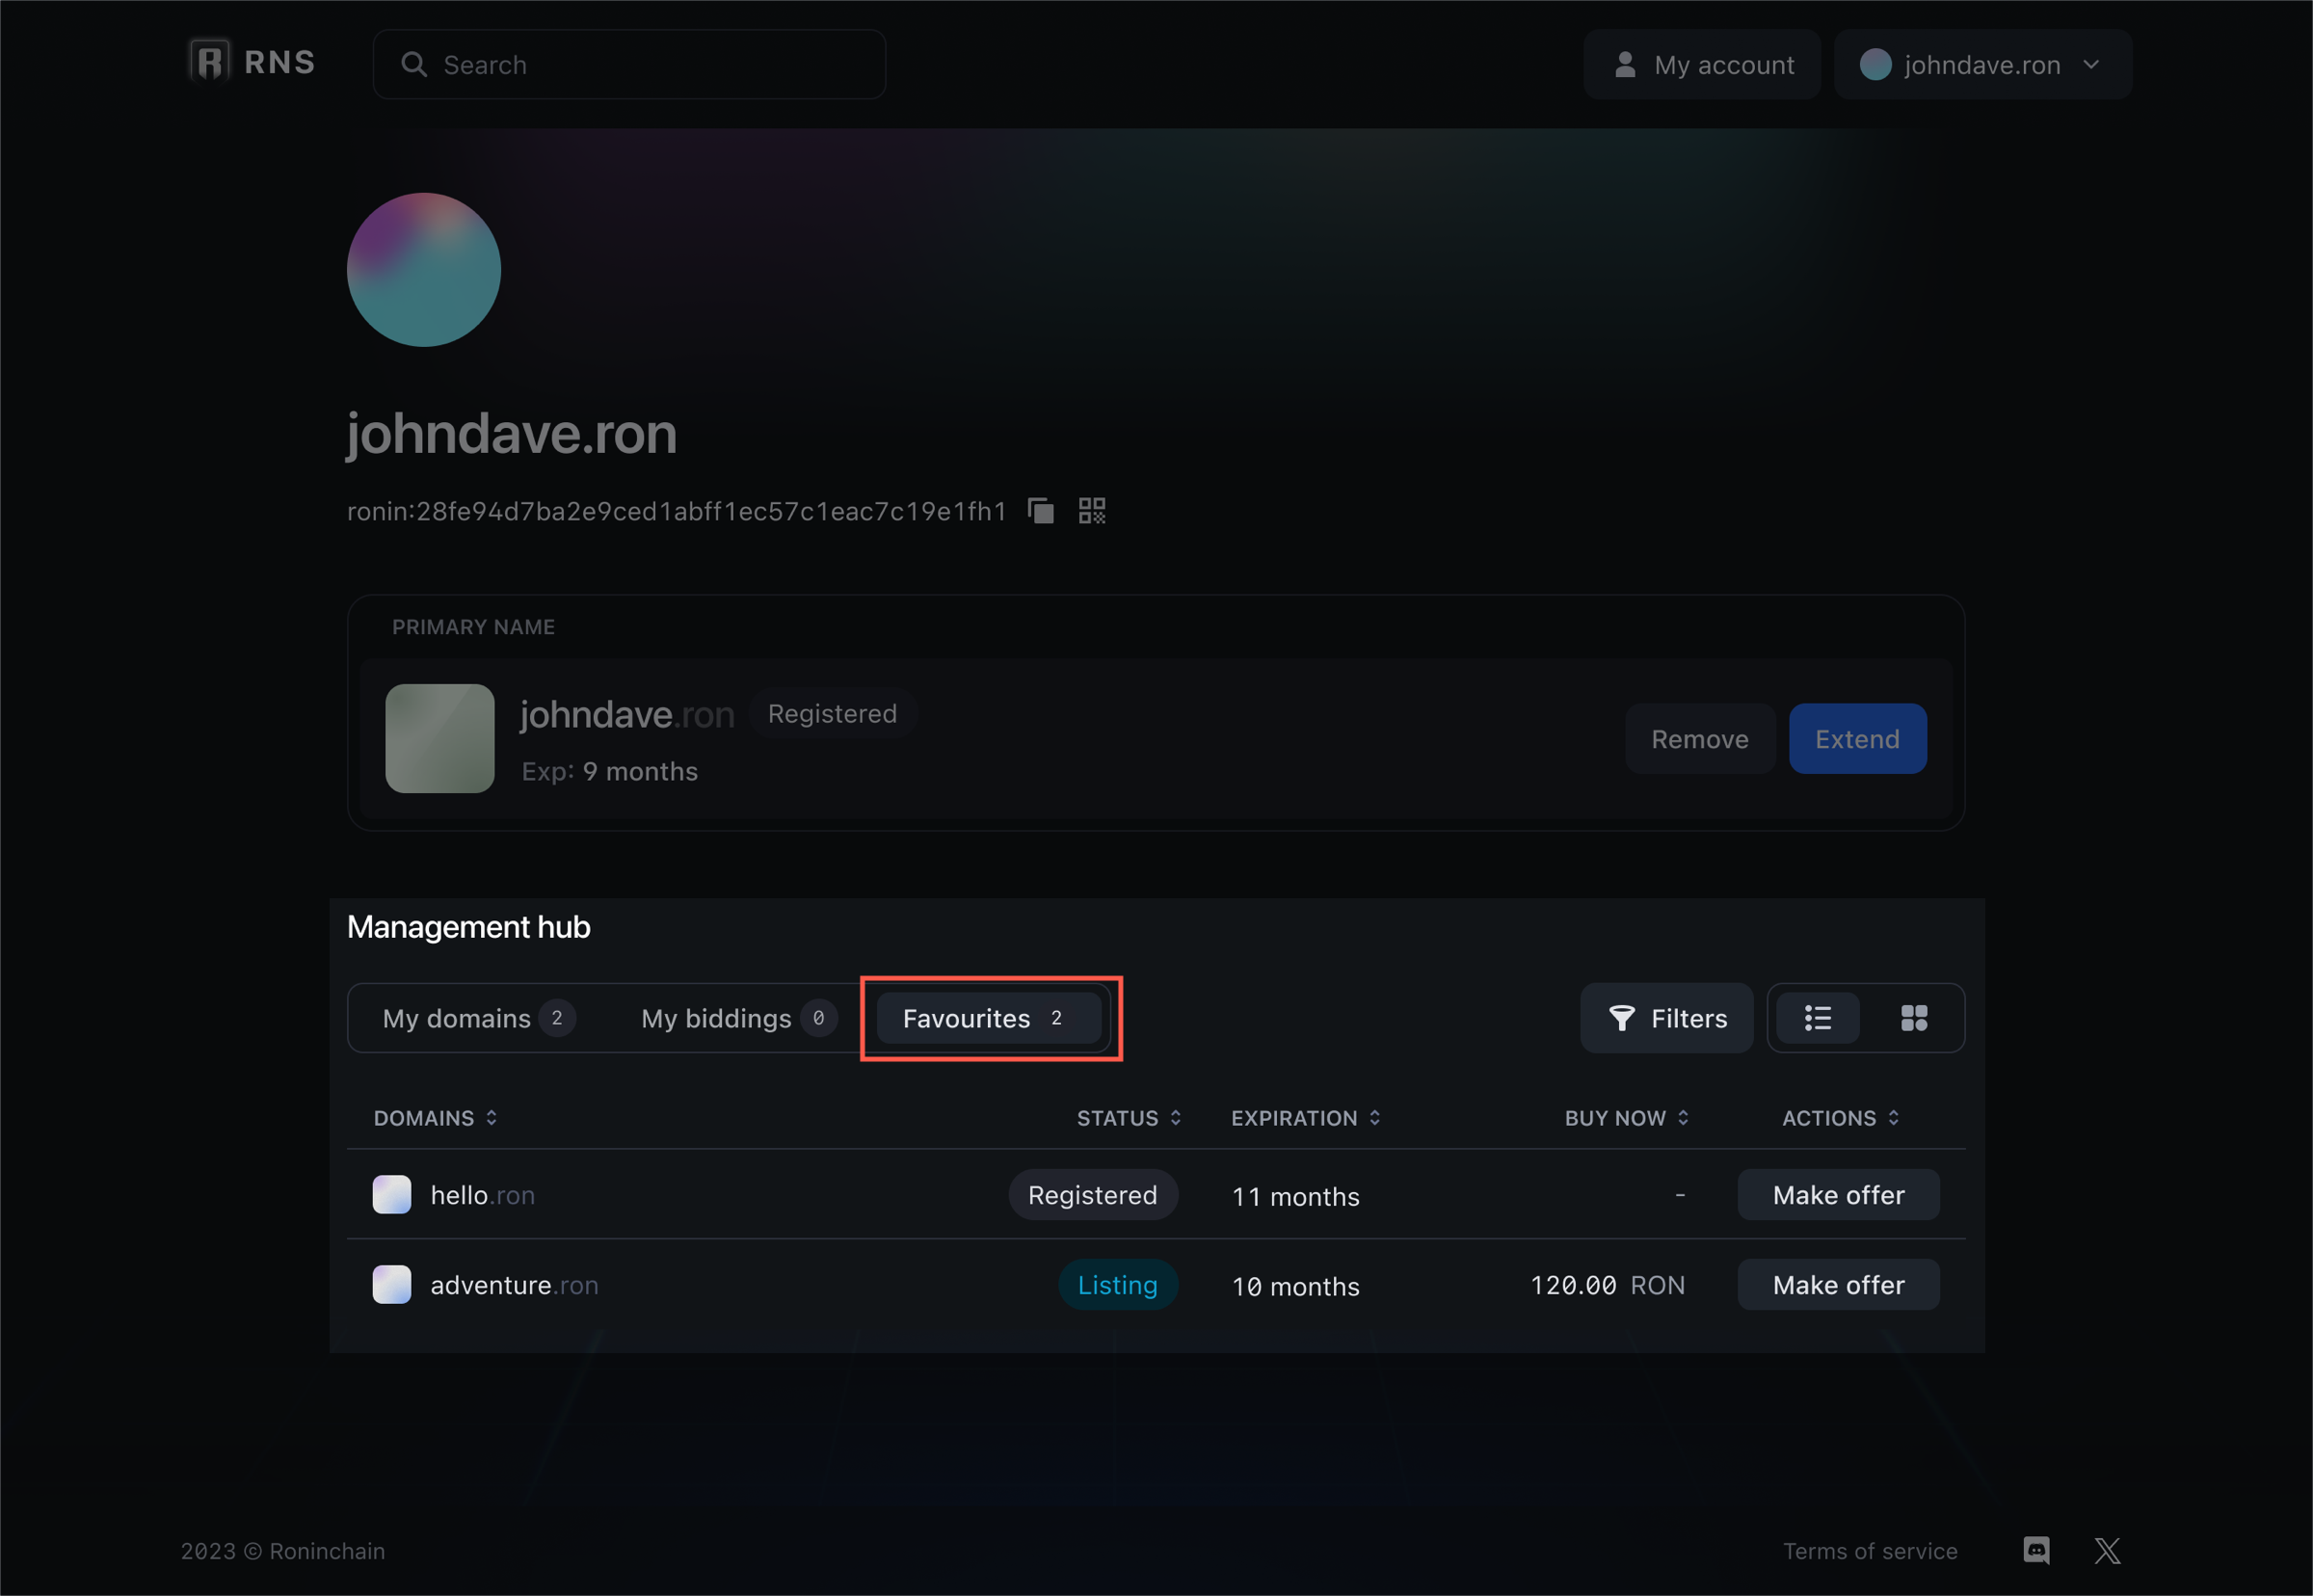 RNS
Search
My account
johndave.ron
johndave.ron
ronin:28fe94d7ba2e9ced1abff1ec57c1eac7c19e1fh1
PRIMARY NAME
johndave.ron Registered
Exp: 9 months
Remove
Extend
Management hub
My domains 2
My biddings 0
Favourites 2
Filters
DOMAINS STATUS EXPIRATION BUY NOW ACTIONS
hello.ron Registered 11 months - Make offer
adventure.ron Listing 10 months 120.00 RON Make offer
2023 © Roninchain
Terms of service